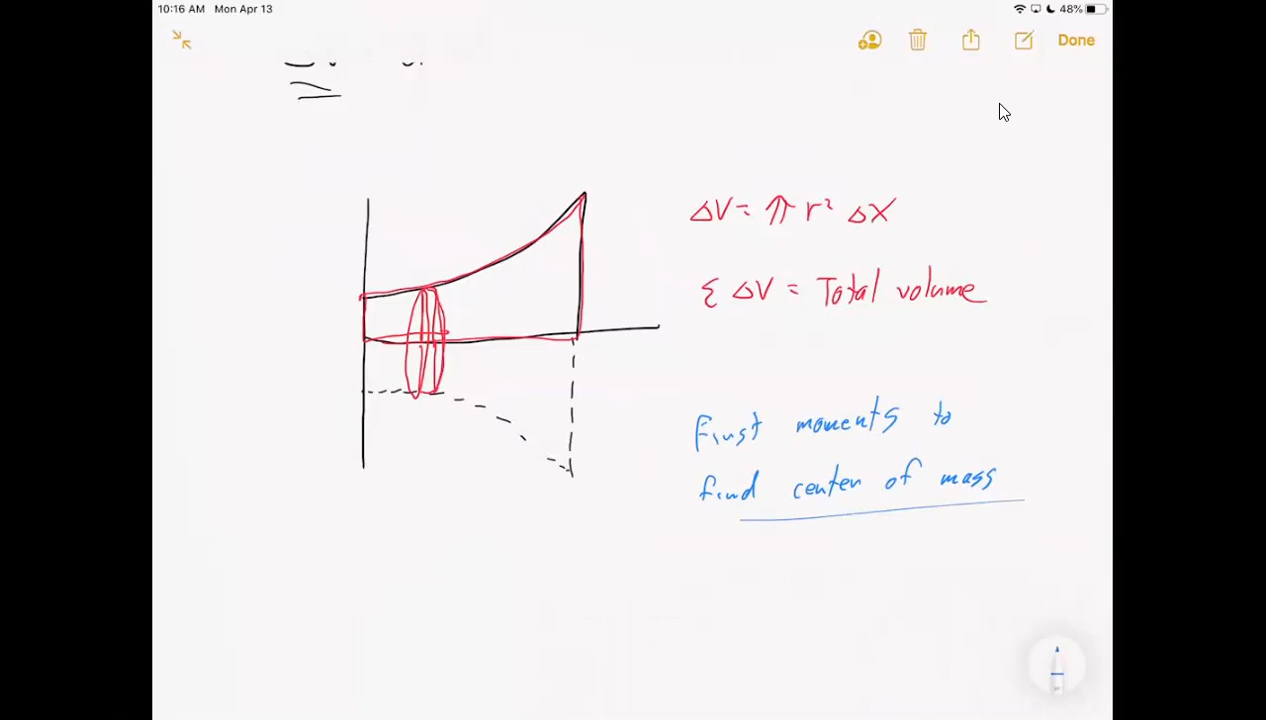 10:16 AM Mon Apr 13
48%
Done
ΔV = π r² Δx
Σ ΔV = Total volume
First moments to
find center of mass